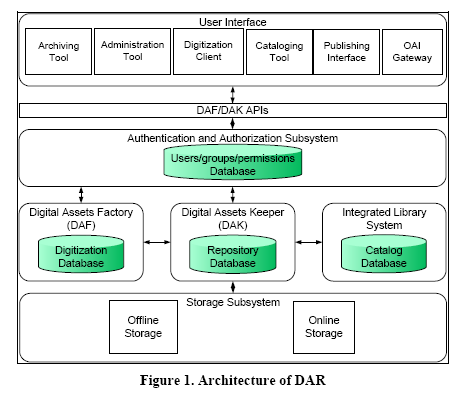 User Interface
Archiving
Tool
Administration
Tool
Digitization
Client
Cataloging
Tool
Publishing
Interface
OAI
Gateway
DAF/DAK APIs
Authentication and Authorization Subsystem
Users/groups/permissions
Database
Digital Assets Factory
(DAF)
Digitization
Database
Digital Assets Keeper
(DAK)
Repository
Database
Integrated Library
System
Catalog
Database
Storage Subsystem
Offline
Storage
Online
Storage
Figure 1. Architecture of DAR